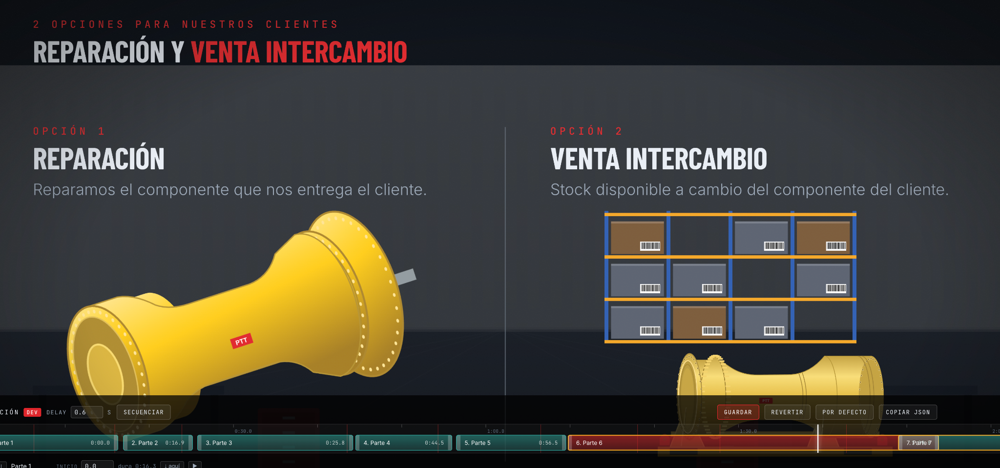 2 OPCIONES PARA NUESTROS CLIENTES
REPARACIÓN Y VENTA INTERCAMBIO
OPCIÓN 1
REPARACIÓN
Reparamos el componente que nos entrega el cliente.
OPCIÓN 2
VENTA INTERCAMBIO
Stock disponible a cambio del componente del cliente.
PTT
PTT
CIÓN DEV DELAY 0.6 S SECUENCIAR GUARDAR REVERTIR POR DEFECTO COPIAR JSON
0:30.0 1:00.0 1:30.0 2:0
arte 1 0:00.0 2. Parte 2 0:16.9 3. Parte 3 0:25.8 4. Parte 4 0:44.5 5. Parte 5 0:56.5 6. Parte 6 7. Parte 7
Parte 1 INICIO 0.0 dura 0:16.3 ↓ aquí